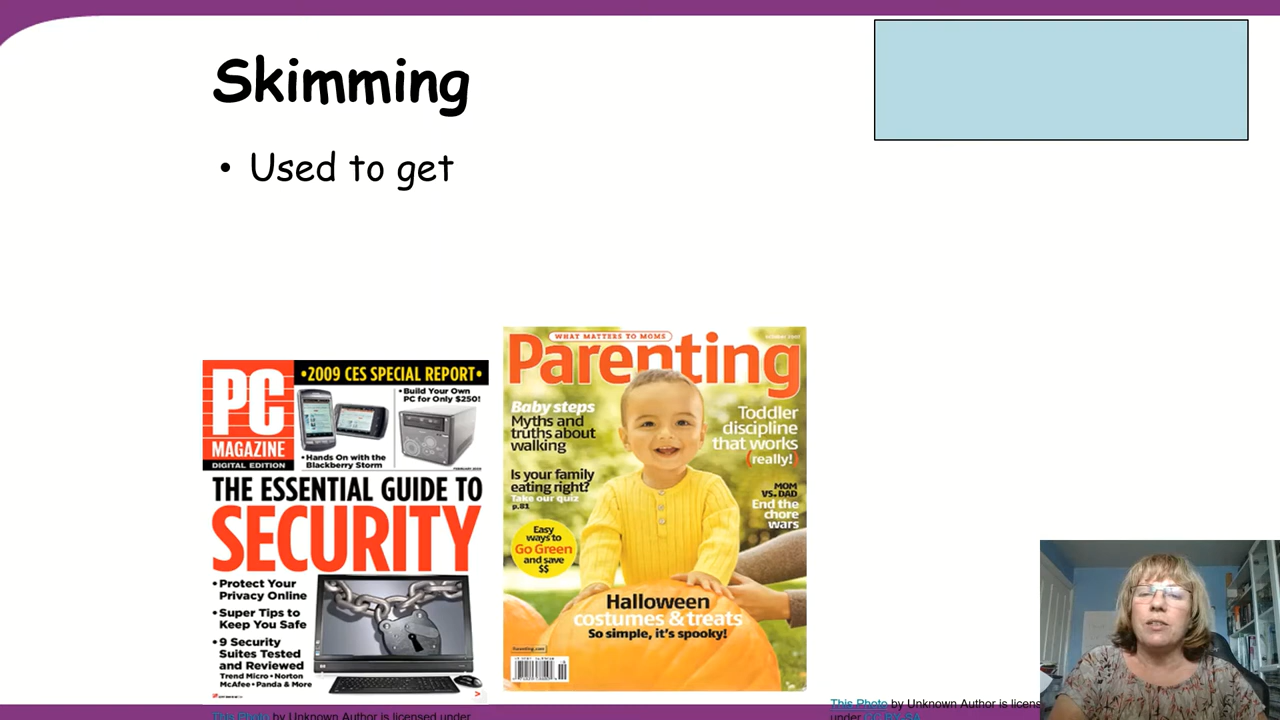 Skimming
• Used to get
PC
MAGAZINE
DIGITAL EDITION
•2009 CES SPECIAL REPORT•
•Build Your Own
PC for Only $250!
•Hands On with the
Blackberry Storm
THE ESSENTIAL GUIDE TO
SECURITY
•Protect Your
Privacy Online
•Super Tips to
Keep You Safe
•9 Security
Suites Tested
and Reviewed
Trend Micro • Norton
McAfee • Panda & More
WHAT MATTERS TO MOMS
Parenting
Baby steps
Myths and
truths about
walking
Is your family
eating right?
Take our quiz
p.81
Easy
ways to
Go Green
and save
$$
Toddler
discipline
that works
(really!)
MOM
VS. DAD
End the
chore
wars
Halloween
costumes & treats
So simple, it's spooky!
This Photo by Unknown Author is licensed under
This Photo by Unknown Author is licens
under CC BY-SA